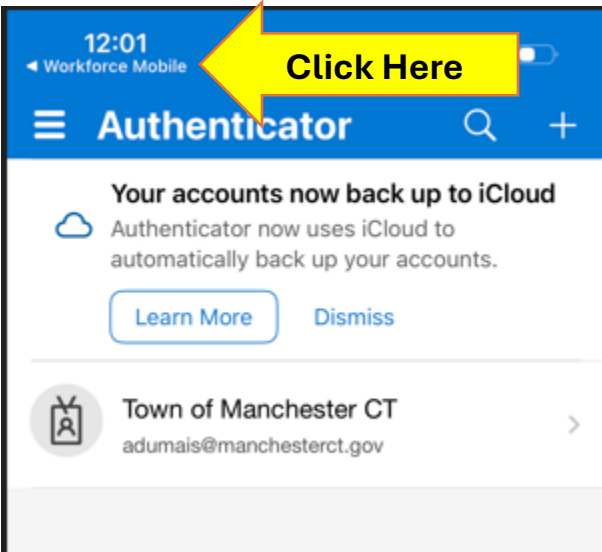 12:01
◄ Workforce Mobile
Click Here
Authenticator
Your accounts now back up to iCloud
Authenticator now uses iCloud to
automatically back up your accounts.
Learn More
Dismiss
Town of Manchester CT
adumais@manchesterct.gov